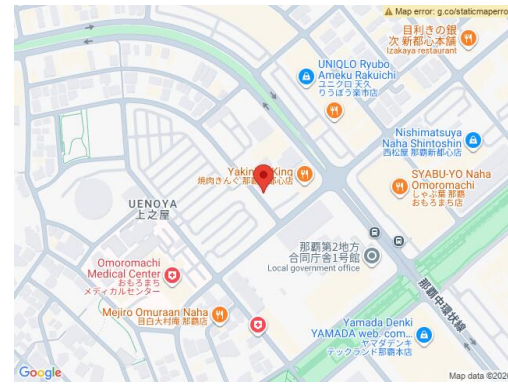 Map error: g.co/staticmaperro
目利きの銀
次 新都心本舗
Izakaya restaurant
UNIQLO Ryubo
Ameku Rakuichi
ユニクロ 天久
りうぼう楽市店
Nishimatsuya
Naha Shintoshin
西松屋 那覇新都心店
King
焼肉きんぐ 那覇
心店
SYABU-YO Naha
Omoromachi
しゃぶ葉 那覇
おもろまち店
UENOYA
上之屋
那覇第2地方
合同庁舎1号館
Local government office
Omoromachi
Medical Center
おもろまち
メディカルセンター
那覇中環状線
Mejiro Omuraan Naha
目白大村庵 那覇店
Yamada Denki
YAMADA web. com...
ヤマダデンキ
テックランド那覇本店
Google
Map data ©2026